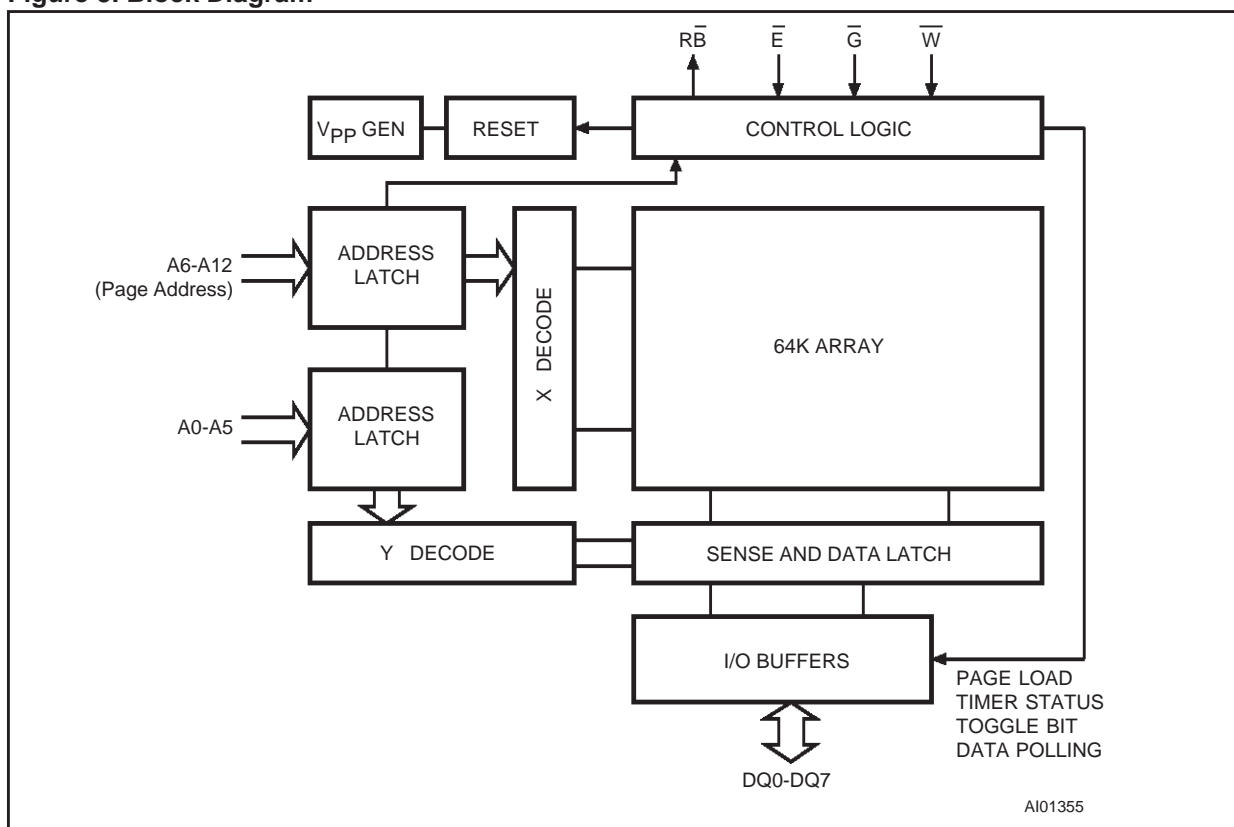 Figure 3. Block Diagram
RB̅ E̅ G̅ W̅
VPP GEN
RESET
CONTROL LOGIC
A6-A12
(Page Address)
ADDRESS
LATCH
X DECODE
64K ARRAY
A0-A5
ADDRESS
LATCH
Y DECODE
SENSE AND DATA LATCH
I/O BUFFERS
PAGE LOAD
TIMER STATUS
TOGGLE BIT
DATA POLLING
DQ0-DQ7
AI01355